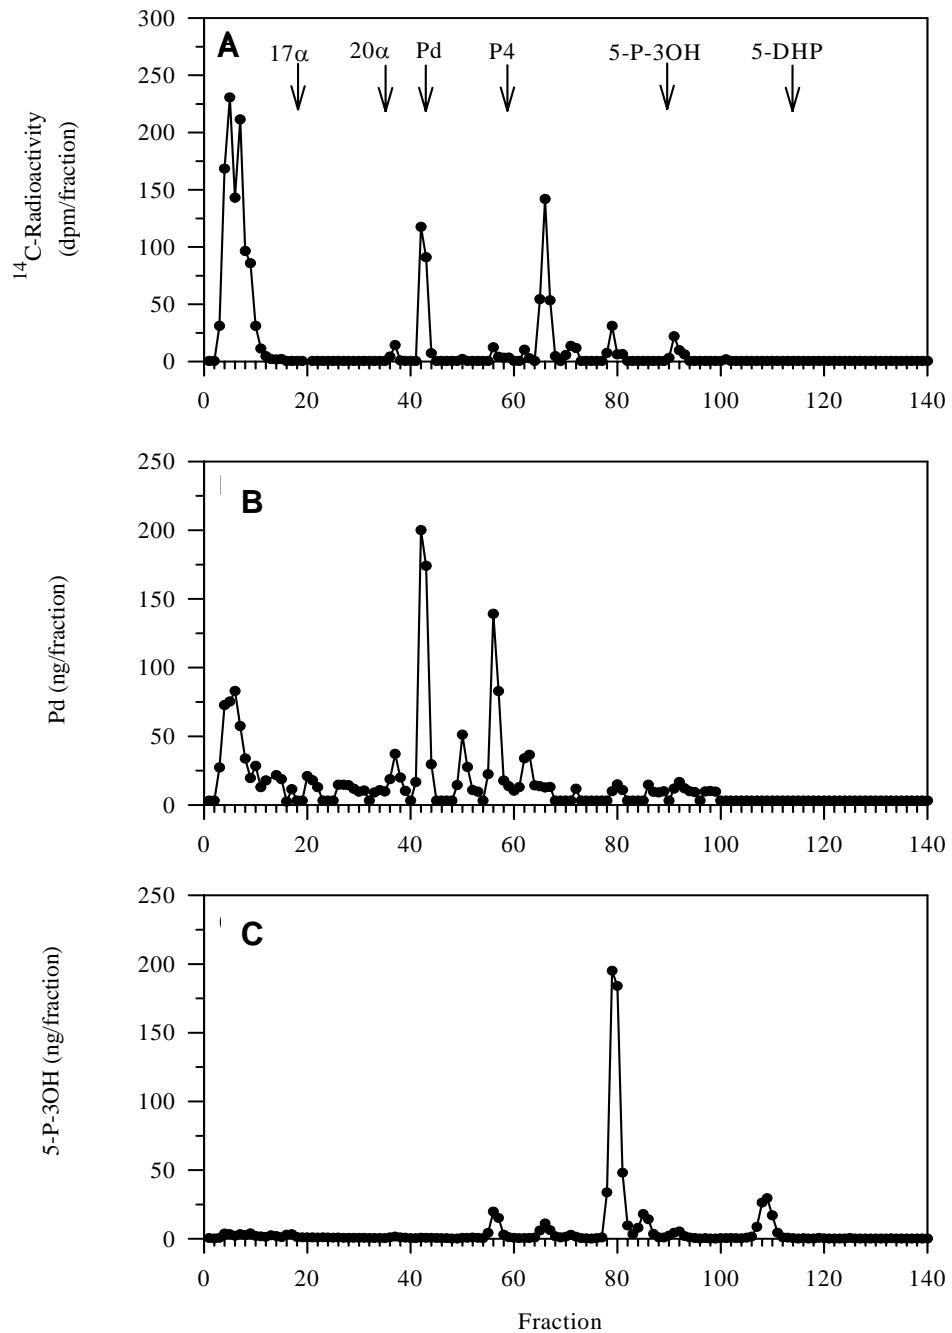 A
17α 20α Pd P4 5-P-3OH 5-DHP
300
250
200
150
100
50
0
14C-Radioactivity
(dpm/fraction)
0 20 40 60 80 100 120 140
B
250
200
150
100
50
0
Pd (ng/fraction)
0 20 40 60 80 100 120 140
C
250
200
150
100
50
0
5-P-3OH (ng/fraction)
0 20 40 60 80 100 120 140
Fraction